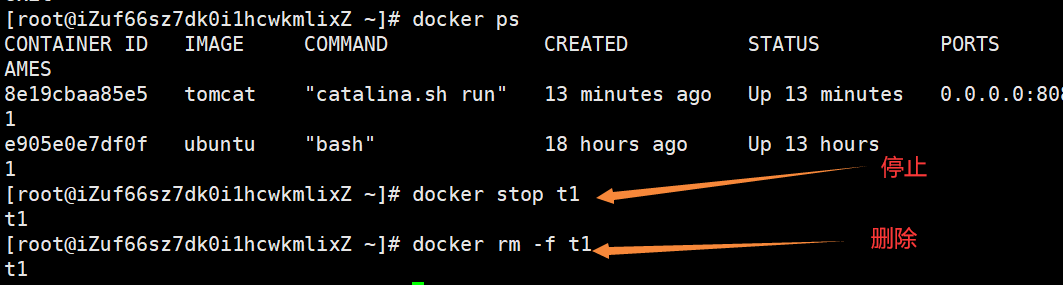 [root@iZuf66sz7dk0i1hcwkmlixZ ~]# docker ps
CONTAINER ID IMAGE COMMAND CREATED STATUS PORTS
AMES
8e19cbaa85e5 tomcat "catalina.sh run" 13 minutes ago Up 13 minutes 0.0.0.0:808
1
e905e0e7df0f ubuntu "bash" 18 hours ago Up 13 hours
1
[root@iZuf66sz7dk0i1hcwkmlixZ ~]# docker stop t1 停止
t1
[root@iZuf66sz7dk0i1hcwkmlixZ ~]# docker rm -f t1 删除
t1